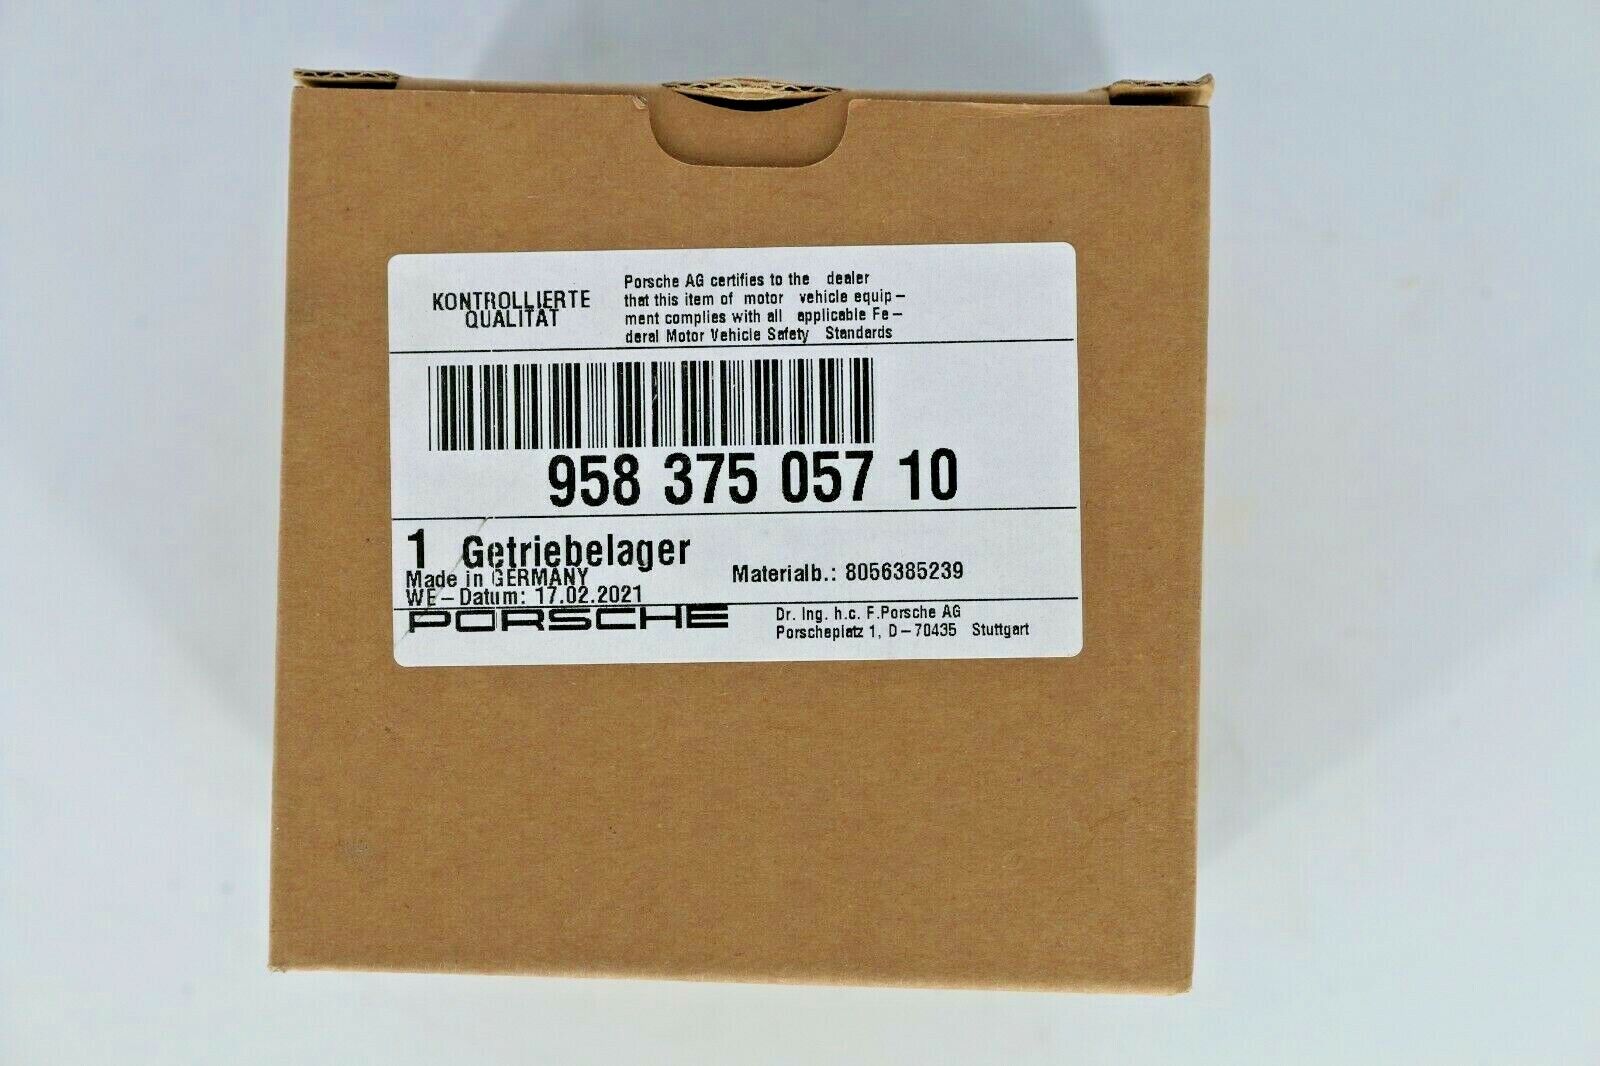 KONTROLLIERTE
QUALITAT
Porsche AG certifies to the dealer
that this item of motor vehicle equip-
ment complies with all applicable Fe-
deral Motor Vehicle Safety Standards
958 375 057 10
1 Getriebelager
Made in GERMANY
WE-Datum: 17.02.2021
Materialb.: 8056385239
PORSCHE
Dr. Ing. h.c. F.Porsche AG
Porscheplatz 1, D-70435 Stuttgart